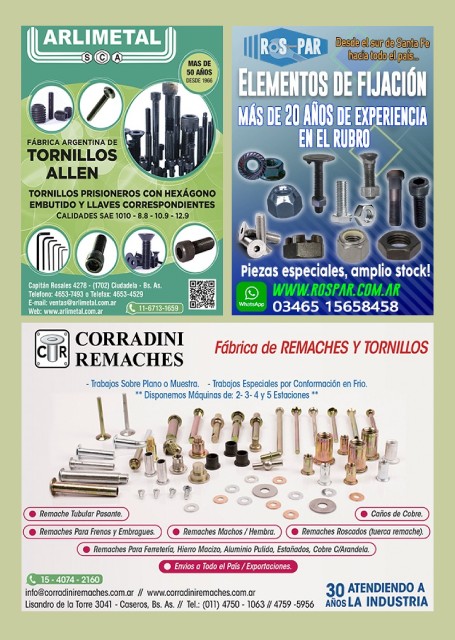 ARLIMETAL
S C A
MAS DE
50 AÑOS
DESDE 1966
FÁBRICA ARGENTINA DE
TORNILLOS
ALLEN
TORNILLOS PRISIONEROS CON HEXÁGONO
EMBUTIDO Y LLAVES CORRESPONDIENTES
CALIDADES SAE 1010 - 8.8 - 10.9 - 12.9
Capitán Rosales 4278 - (1702) Ciudadela - Bs. As.
Telefono: 4653-7493 o Telefax: 4653-4529
E-mail: ventas@arlimetal.com.ar
Web: www.arlimetal.com.ar
11-6713-1659
ROS-PAR
Desde el sur de Santa Fe
hacia todo el país...
ELEMENTOS DE FIJACIÓN
MÁS DE 20 AÑOS DE EXPERIENCIA
EN EL RUBRO
Piezas especiales, amplio stock!
WhatsApp
WWW.ROSPAR.COM.AR
03465 15658458
CTR
CORRADINI
REMACHES
Fábrica de REMACHES Y TORNILLOS
- Trabajos Sobre Plano o Muestra. - Trabajos Especiales por Conformación en Frio.
** Disponemos Máquinas de: 2- 3- 4 y 5 Estaciones **
Remache Tubular Pasante.
Caños de Cobre.
Remaches Para Frenos y Embragues.
Remaches Machos / Hembra.
Remaches Roscados (tuerca remache).
Remaches Para Ferretería, Hierro Macizo, Aluminio Pulido, Estañados, Cobre C/Arandela.
Envios a Todo el País / Exportaciones.
15 - 4074 - 2160
info@corradiniremaches.com.ar // www.corradiniremaches.com.ar
Lisandro de la Torre 3041 - Caseros, Bs. As. // Tel.: (011) 4750 - 1063 // 4759 -5956
30 AÑOS
ATENDIENDO A
LA INDUSTRIA